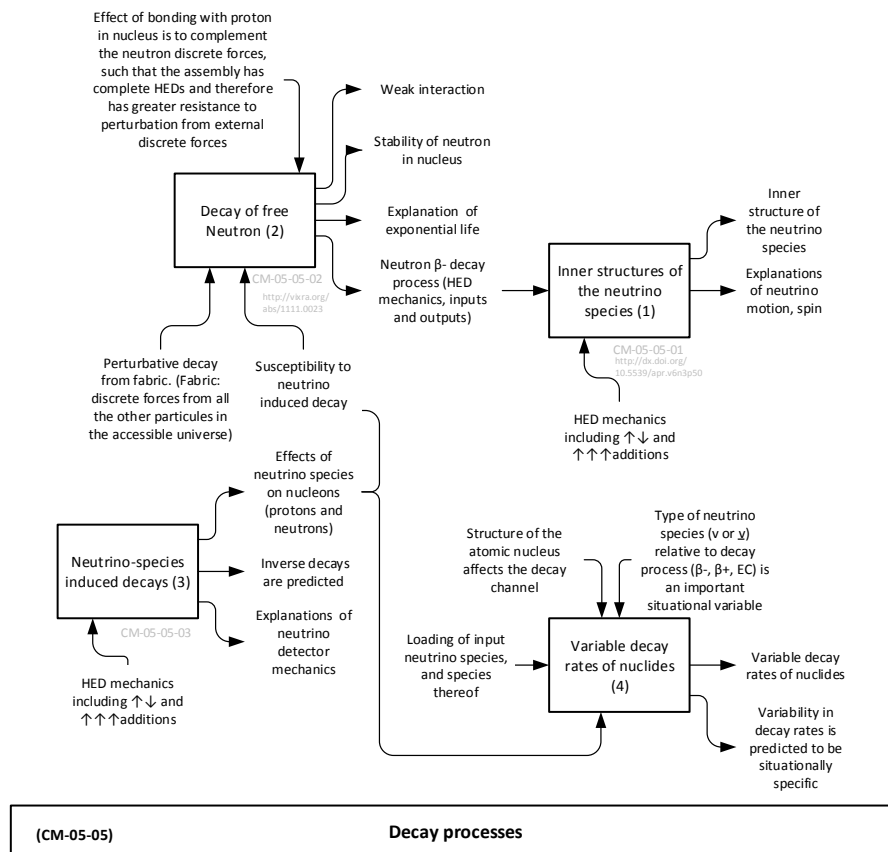 Effect of bonding with proton
in nucleus is to complement
the neutron discrete forces,
such that the assembly has
complete HEDs and therefore
has greater resistance to
perturbation from external
discrete forces
Weak interaction
Stability of neutron
in nucleus
Decay of free
Neutron (2)
Explanation of
exponential life
Neutron β- decay
process (HED
mechanics, inputs
and outputs)
CM-05-05-02
http://vixra.org/
abs/1111.0023
Inner structures of
the neutrino
species (1)
Inner
structure of
the neutrino
species
Explanations
of neutrino
motion, spin
CM-05-05-01
http://dx.doi.org/
10.5539/apr.v6n3p50
HED mechanics
including ↑↓ and
↑↑↑additions
Perturbative decay
from fabric. (Fabric:
discrete forces from all
the other particules in
the accessible universe)
Susceptibility to
neutrino
induced decay
Effects of
neutrino species
on nucleons
(protons and
neutrons)
Neutrino-species
induced decays (3)
Inverse decays
are predicted
Explanations of
neutrino
detector
mechanics
CM-05-05-03
HED mechanics
including ↑↓ and
↑↑↑additions
Structure of the
atomic nucleus
affects the decay
channel
Type of neutrino
species (v or v)
relative to decay
process (β-, β+, EC) is
an important
situational variable
Loading of input
neutrino species,
and species
thereof
Variable decay
rates of nuclides
(4)
Variable decay
rates of nuclides
Variability in
decay rates is
predicted to be
situationally
specific
(CM-05-05)
Decay processes